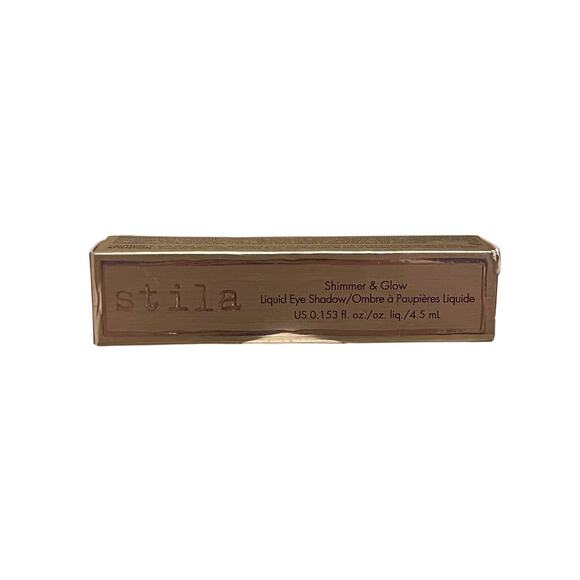 stila
Shimmer & Glow
Liquid Eye Shadow/Ombre à Paupières Liquide
US 0.153 fl. oz./oz. liq./4.5 mL